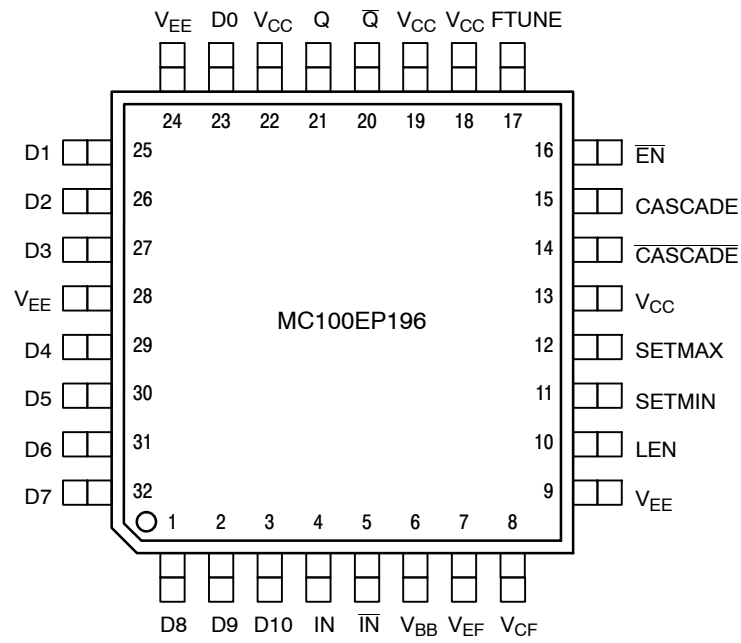 VEE D0 VCC Q Q̅ VCC VCC FTUNE
24 23 22 21 20 19 18 17
D1 25 16 E̅N̅
D2 26 15 CASCADE
D3 27 14 C̅A̅S̅C̅A̅D̅E̅
VEE 28 13 VCC
MC100EP196
D4 29 12 SETMAX
D5 30 11 SETMIN
D6 31 10 LEN
D7 32 9 VEE
1 2 3 4 5 6 7 8
D8 D9 D10 IN I̅N̅ VBB VEF VCF